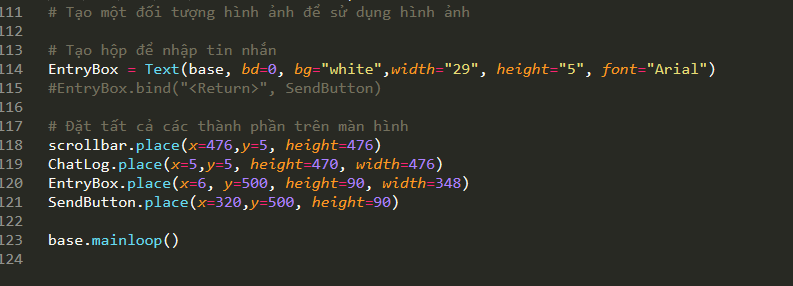 111 # Tạo một đối tượng hình ảnh để sử dụng hình ảnh
112
113 # Tạo hộp để nhập tin nhắn
114 EntryBox = Text(base, bd=0, bg="white",width="29", height="5", font="Arial")
115 #EntryBox.bind("<Return>", SendButton)
116
117 # Đặt tất cả các thành phần trên màn hình
118 scrollbar.place(x=476,y=5, height=476)
119 ChatLog.place(x=5,y=5, height=470, width=476)
120 EntryBox.place(x=6, y=500, height=90, width=348)
121 SendButton.place(x=320,y=500, height=90)
122
123 base.mainloop()
124